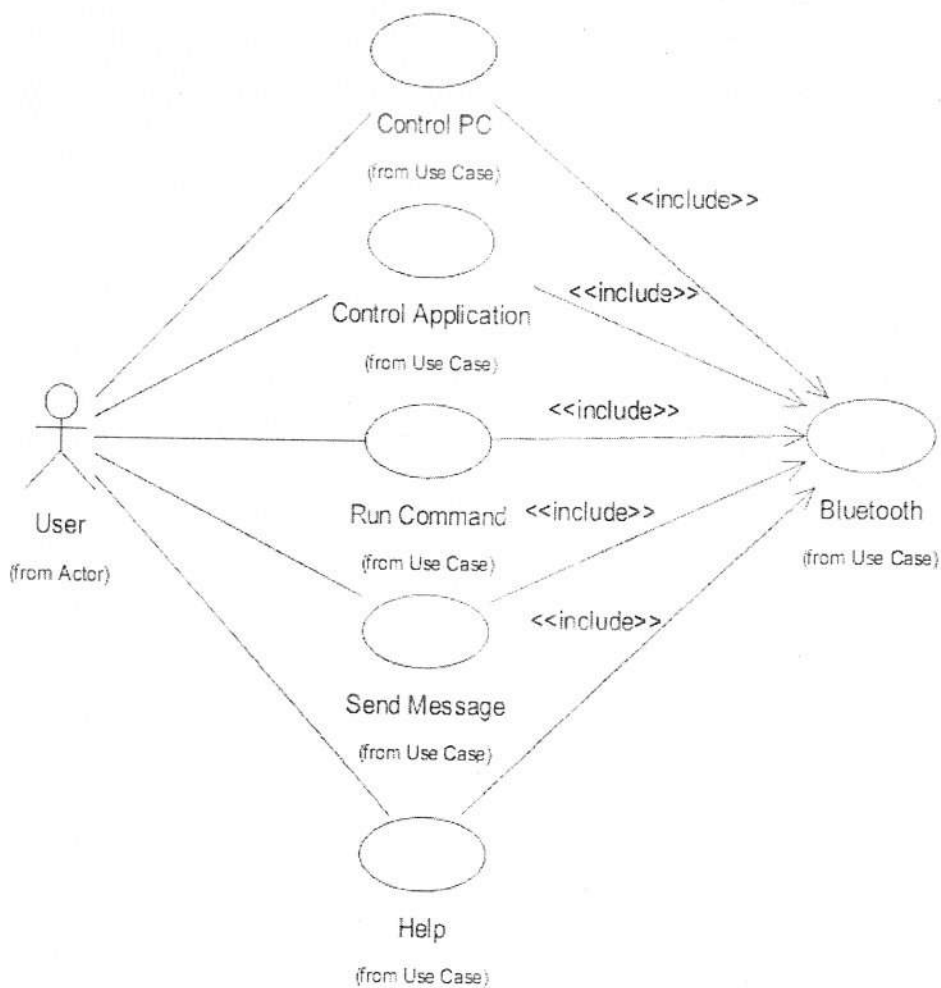 Control PC
(from Use Case)
<<include>>
<<include>>
Control Application
(from Use Case)
<<include>>
User
(from Actor)
Run Command
(from Use Case)
<<include>>
Bluetooth
(from Use Case)
<<include>>
Send Message
(from Use Case)
Help
(from Use Case)